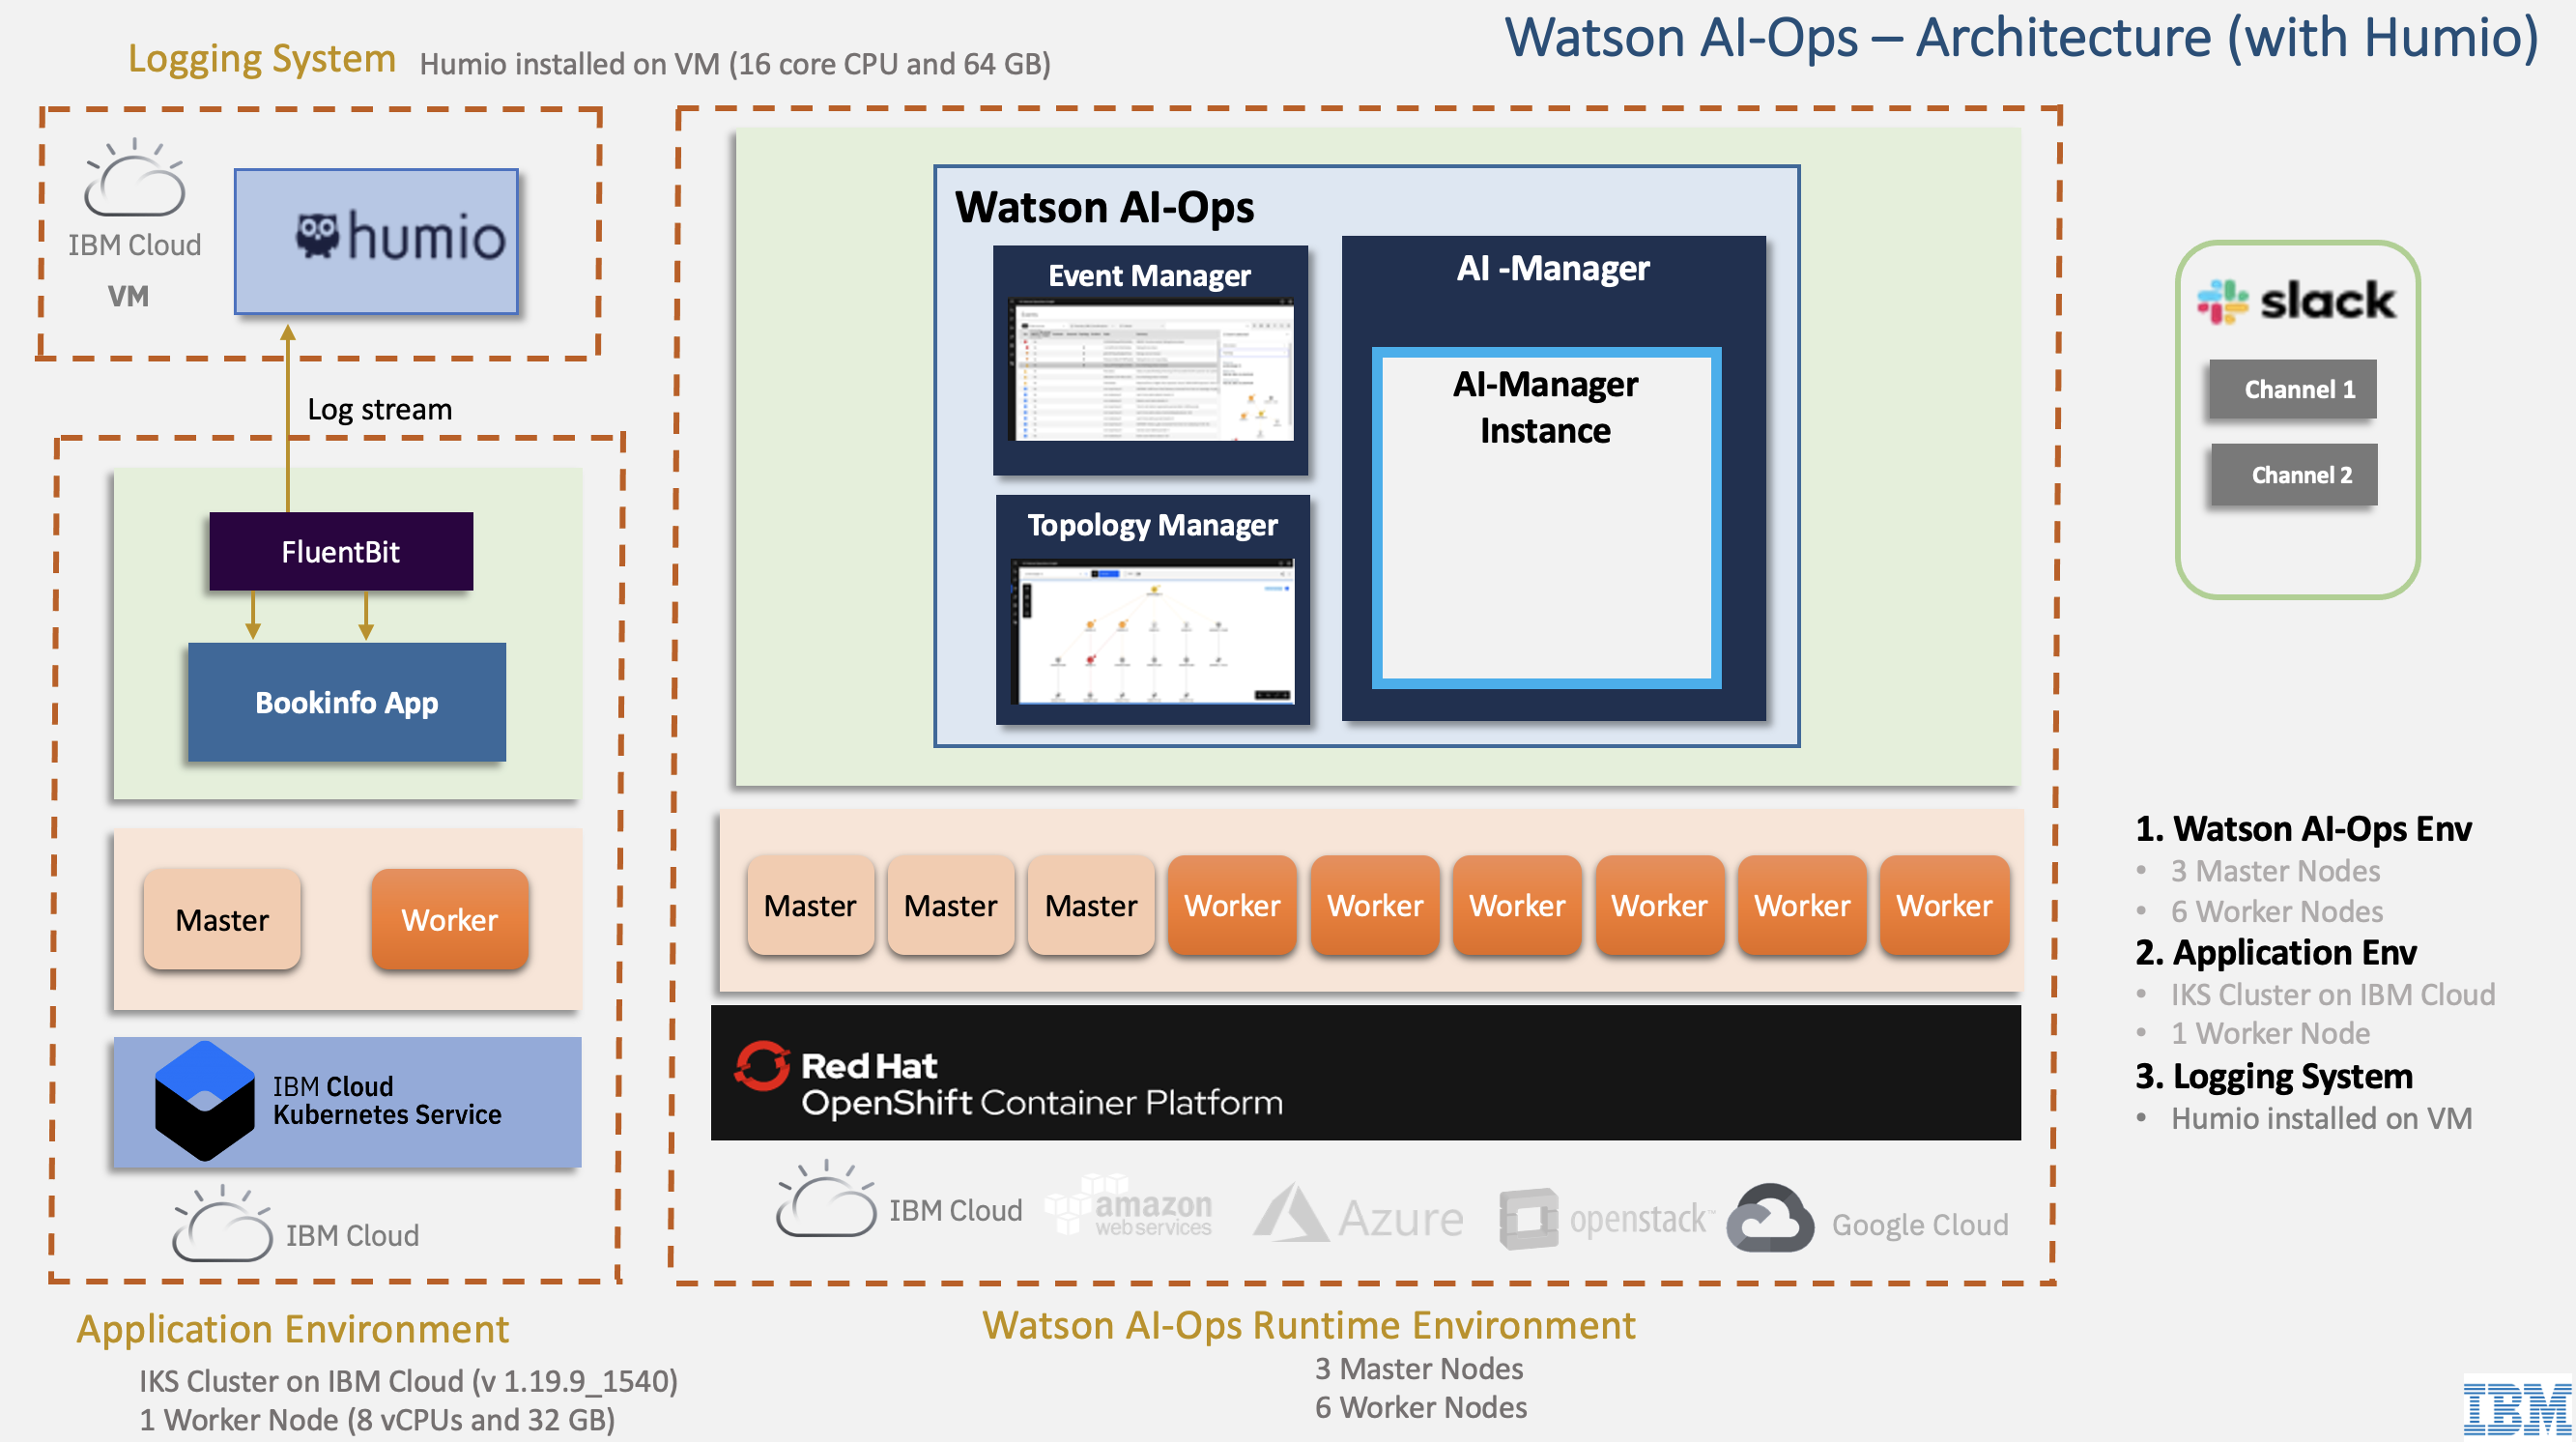 Watson AI-Ops – Architecture (with Humio)
Logging System
Humio installed on VM (16 core CPU and 64 GB)
IBM Cloud
VM
humio
Log stream
FluentBit
Bookinfo App
Master
Worker
IBM Cloud
Kubernetes Service
IBM Cloud
Application Environment
IKS Cluster on IBM Cloud (v 1.19.9_1540)
1 Worker Node (8 vCPUs and 32 GB)
Watson AI-Ops
Event Manager
Topology Manager
AI -Manager
AI-Manager
Instance
Master
Master
Master
Worker
Worker
Worker
Worker
Worker
Worker
Red Hat
OpenShift Container Platform
IBM Cloud
amazon
web services
Azure
openstack™
Google Cloud
Watson AI-Ops Runtime Environment
3 Master Nodes
6 Worker Nodes
slack
Channel 1
Channel 2
1. Watson AI-Ops Env
• 3 Master Nodes
• 6 Worker Nodes
2. Application Env
• IKS Cluster on IBM Cloud
• 1 Worker Node
3. Logging System
• Humio installed on VM
IBM